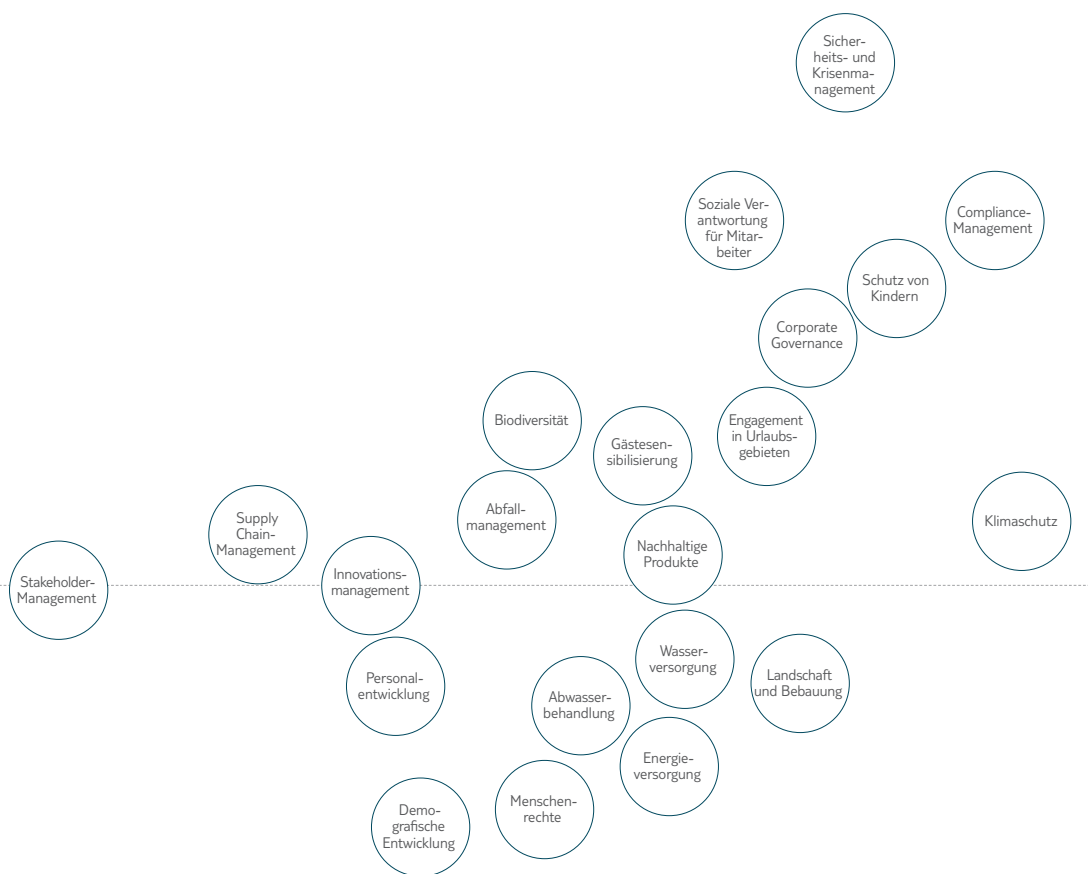 Sicher-
heits- und
Krisenma-
nagement
Soziale Ver-
antwortung
für Mitar-
beiter
Compliance-
Management
Schutz von
Kindern
Corporate
Governance
Biodiversität
Gästesen-
sibilisierung
Engagement
in Urlaubs-
gebieten
Supply
Chain-
Management
Abfall-
management
Klimaschutz
Stakeholder-
Management
Innovations-
management
Nachhaltige
Produkte
Personal-
entwicklung
Wasser-
versorgung
Landschaft
und Bebauung
Abwasser-
behandlung
Energie-
versorgung
Demo-
grafische
Entwicklung
Menschen-
rechte